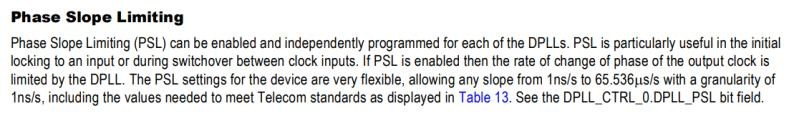 Phase Slope Limiting
Phase Slope Limiting (PSL) can be enabled and independently programmed for each of the DPLLs. PSL is particularly useful in the initial
locking to an input or during switchover between clock inputs. If PSL is enabled then the rate of change of phase of the output clock is
limited by the DPLL. The PSL settings for the device are very flexible, allowing any slope from 1ns/s to 65.536μs/s with a granularity of
1ns/s, including the values needed to meet Telecom standards as displayed in Table 13. See the DPLL_CTRL_0.DPLL_PSL bit field.